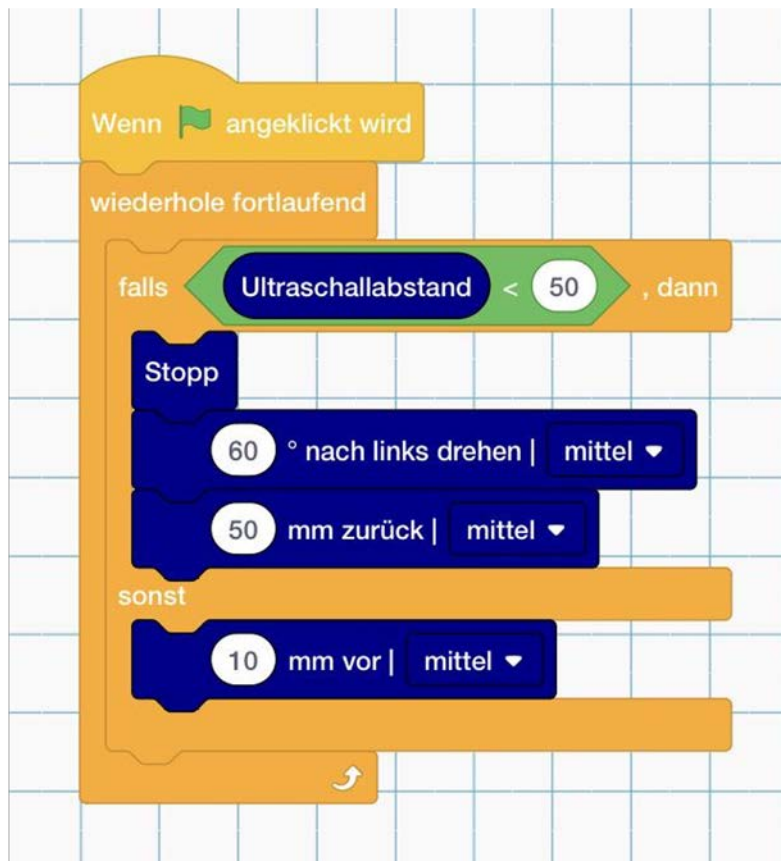 Wenn angeklickt wird
wiederhole fortlaufend
falls Ultraschallabstand < 50 , dann
Stopp
60 ° nach links drehen | mittel
50 mm zurück | mittel
sonst
10 mm vor | mittel